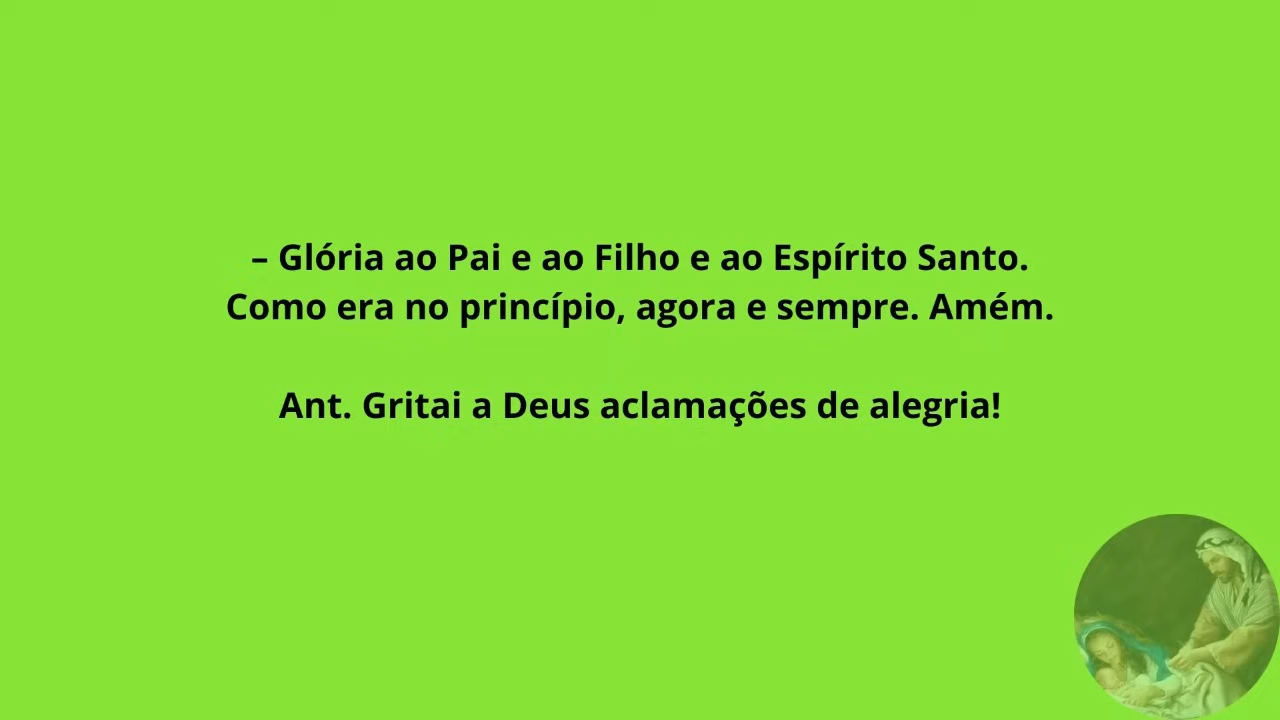 – Glória ao Pai e ao Filho e ao Espírito Santo.
Como era no princípio, agora e sempre. Amém.
Ant. Gritai a Deus aclamações de alegria!